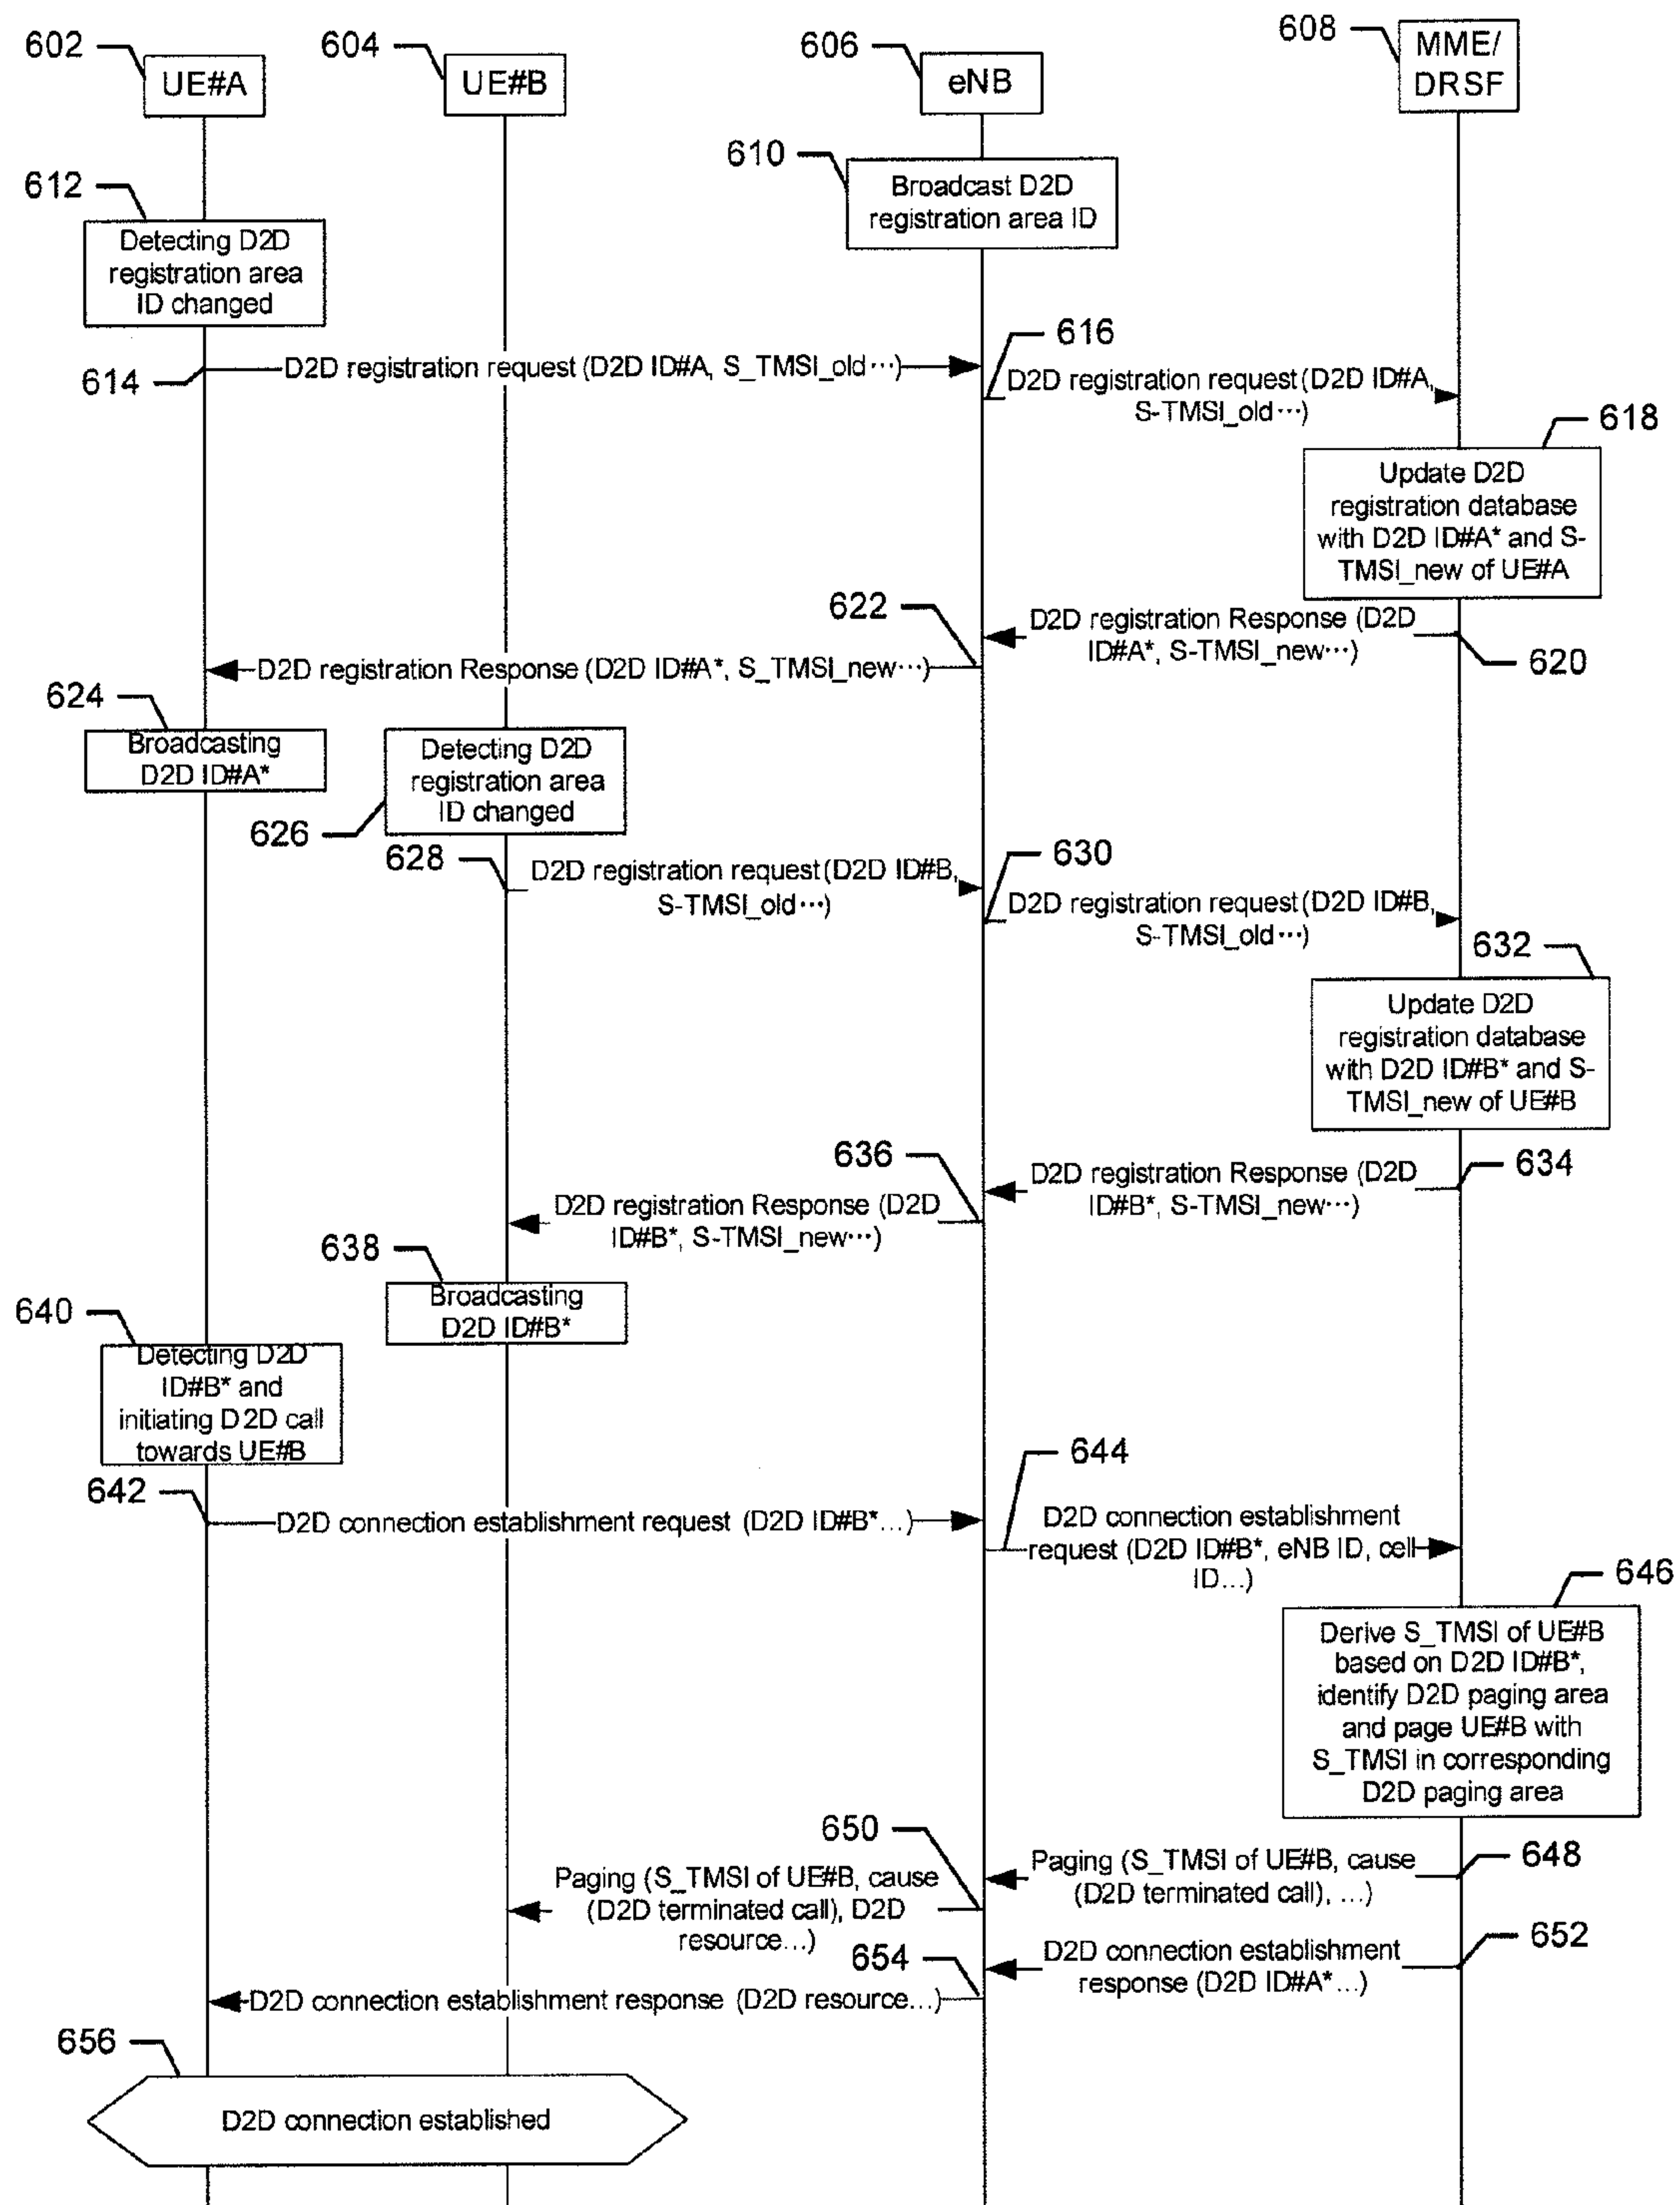 602
UE#A
604
UE#B
606
eNB
608
MME/
DRSF
610
Broadcast D2D
registration area ID
612
Detecting D2D
registration area
ID changed
614
D2D registration request (D2D ID#A, S_TMSI_old···)
616
D2D registration request(D2D ID#A,
S-TMSI_old···)
618
Update D2D
registration database
with D2D ID#A* and S-
TMSI_new of UE#A
620
D2D registration Response (D2D
ID#A*, S-TMSI_new···)
622
D2D registration Response (D2D ID#A*, S_TMSI_new···)
624
Broadcasting
D2D ID#A*
626
Detecting D2D
registration area
ID changed
628
D2D registration request(D2D ID#B,
S-TMSI_old···)
630
D2D registration request(D2D ID#B,
S-TMSI_old···)
632
Update D2D
registration database
with D2D ID#B* and S-
TMSI_new of UE#B
634
D2D registration Response (D2D
ID#B*, S-TMSI_new···)
636
D2D registration Response (D2D
ID#B*, S-TMSI_new···)
638
Broadcasting
D2D ID#B*
640
Detecting D2D
ID#B* and
initiating D2D call
towards UE#B
642
D2D connection establishment request (D2D ID#B*...)
644
D2D connection establishment
request (D2D ID#B*, eNB ID, cell
ID...)
646
Derive S_TMSI of UE#B
based on D2D ID#B*,
identify D2D paging area
and page UE#B with
S_TMSI in corresponding
D2D paging area
648
Paging (S_TMSI of UE#B, cause
(D2D terminated call), ...)
650
Paging (S_TMSI of UE#B, cause
(D2D terminated call), D2D
resource...)
652
D2D connection establishment
response (D2D ID#A*...)
654
D2D connection establishment response (D2D resource...)
656
D2D connection established